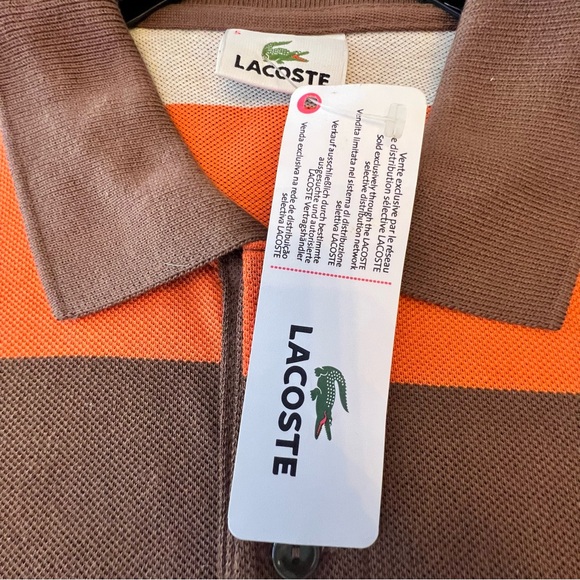 LACOSTE
Vente exclusive par le réseau
distribution sélective LACOSTE
Sold exclusively through the LACOSTE
selective distribution network
Vendita limitata nel sistema di distribuzione
selettiva LACOSTE
Verkauf ausschließlich durch bestimmte
ausgesuchte und autorisierte
LACOSTE Vertragshändler
Venda exclusiva na rede de distribuição
selectiva LACOSTE
LACOSTE